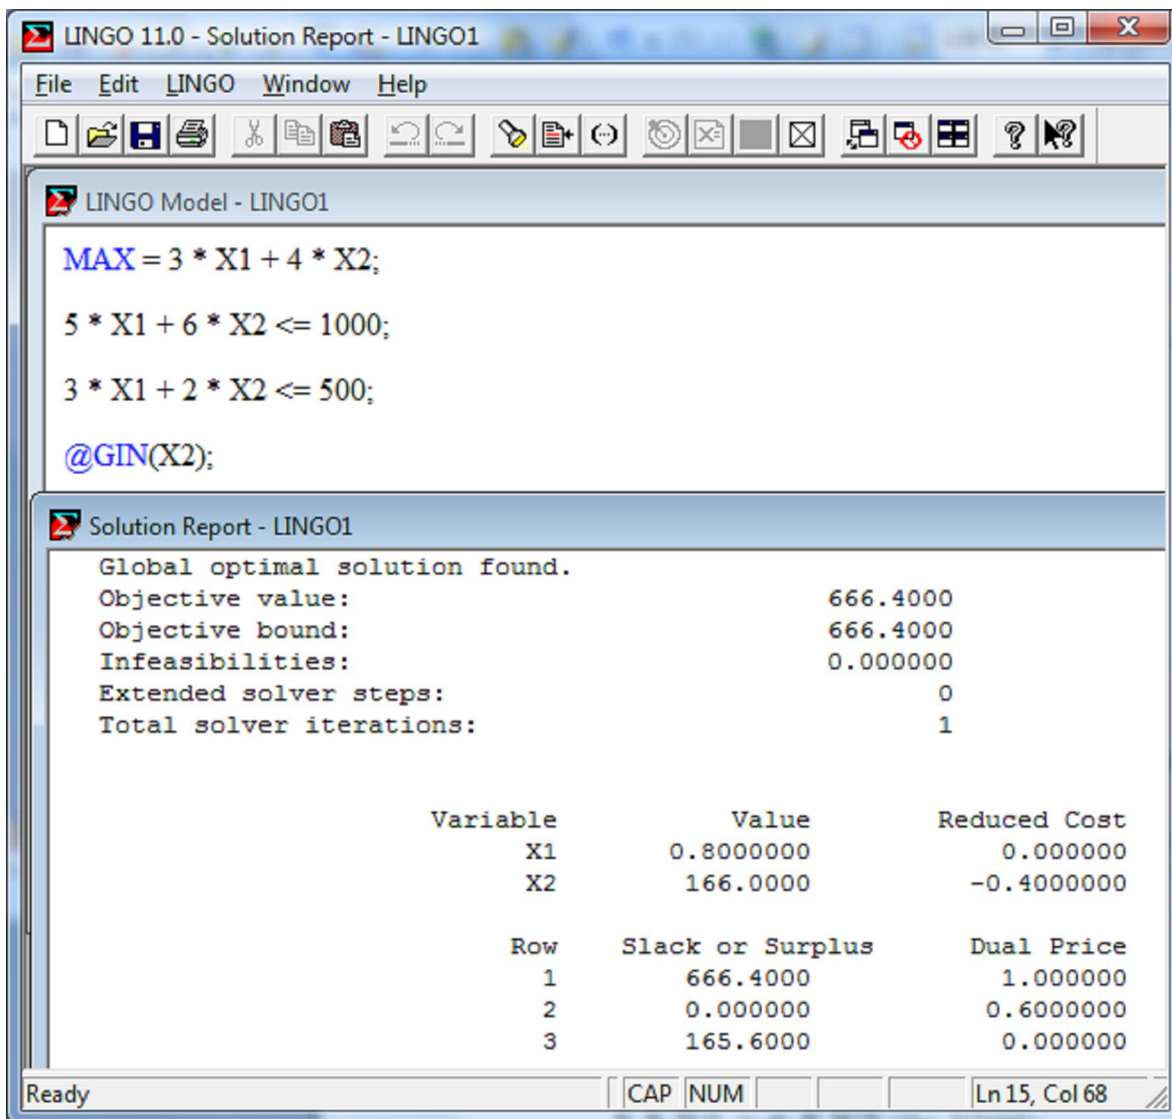 LINGO 11.0 - Solution Report - LINGO1
File Edit LINGO Window Help
LINGO Model - LINGO1
MAX = 3 * X1 + 4 * X2;
5 * X1 + 6 * X2 <= 1000;
3 * X1 + 2 * X2 <= 500;
@GIN(X2);
Solution Report - LINGO1
Global optimal solution found.
Objective value: 666.4000
Objective bound: 666.4000
Infeasibilities: 0.000000
Extended solver steps: 0
Total solver iterations: 1
Variable Value Reduced Cost
X1 0.8000000 0.000000
X2 166.0000 -0.4000000
Row Slack or Surplus Dual Price
1 666.4000 1.000000
2 0.000000 0.6000000
3 165.6000 0.000000
Ready CAP NUM Ln 15, Col 68